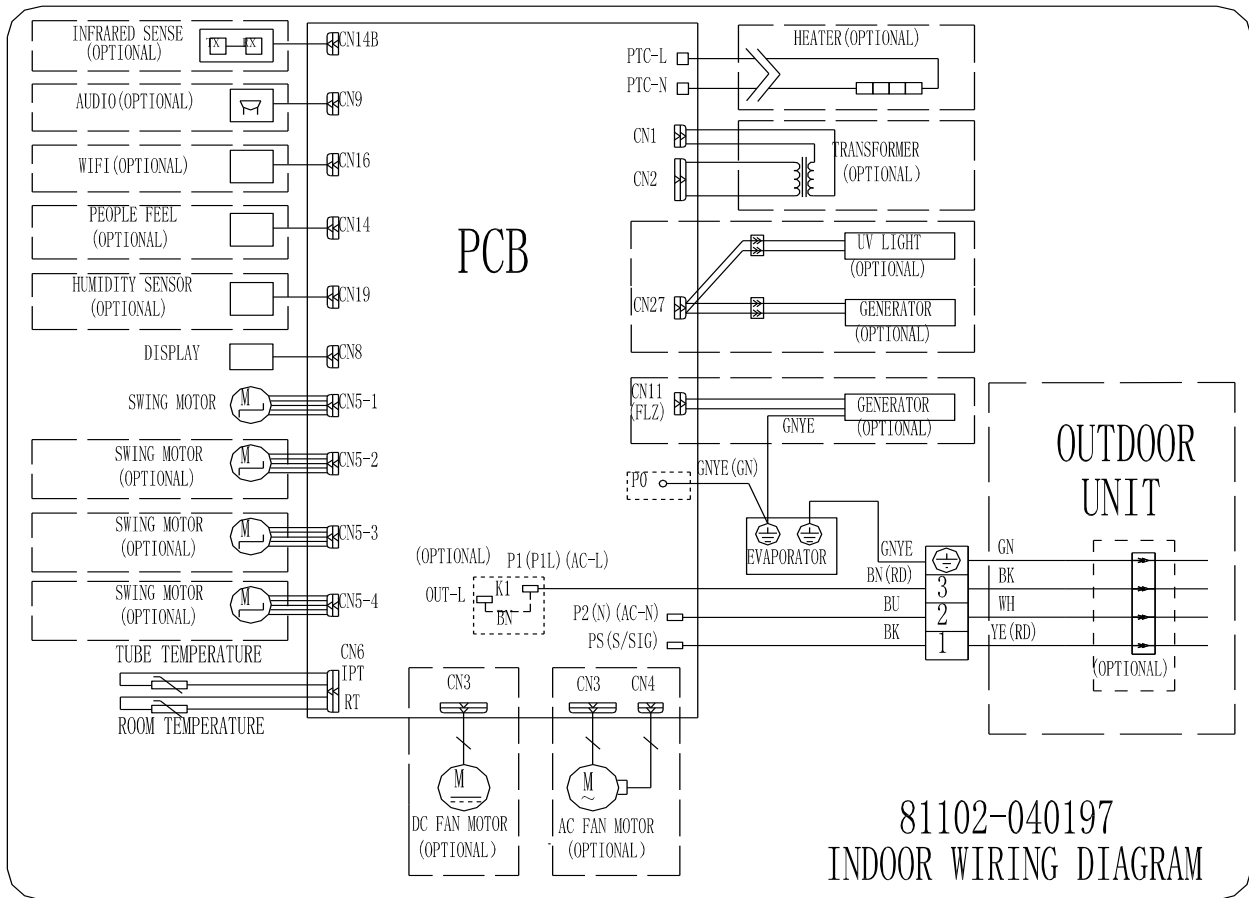 INFRARED SENSE
(OPTIONAL)
TX
RX
CN14B
AUDIO(OPTIONAL)
CN9
WIFI(OPTIONAL)
CN16
PEOPLE FEEL
(OPTIONAL)
CN14
HUMIDITY SENSOR
(OPTIONAL)
CN19
DISPLAY
CN8
SWING MOTOR
M
CN5-1
SWING MOTOR
(OPTIONAL)
M
CN5-2
SWING MOTOR
(OPTIONAL)
M
CN5-3
SWING MOTOR
(OPTIONAL)
M
CN5-4
TUBE TEMPERATURE
CN6
IPT
RT
ROOM TEMPERATURE
PCB
PTC-L
PTC-N
HEATER(OPTIONAL)
CN1
CN2
TRANSFORMER
(OPTIONAL)
CN27
UV LIGHT
(OPTIONAL)
GENERATOR
(OPTIONAL)
CN11
(FLZ)
GENERATOR
(OPTIONAL)
GNYE
P0
GNYE(GN)
EVAPORATOR
(OPTIONAL)
P1(P1L)(AC-L)
OUT-L
K1
BN
P2(N)(AC-N)
PS(S/SIG)
GNYE
BN(RD)
BU
BK
3
2
1
GN
BK
WH
YE(RD)
OUTDOOR
UNIT
(OPTIONAL)
CN3
M
DC FAN MOTOR
(OPTIONAL)
CN3
CN4
M
~
AC FAN MOTOR
(OPTIONAL)
81102-040197
INDOOR WIRING DIAGRAM